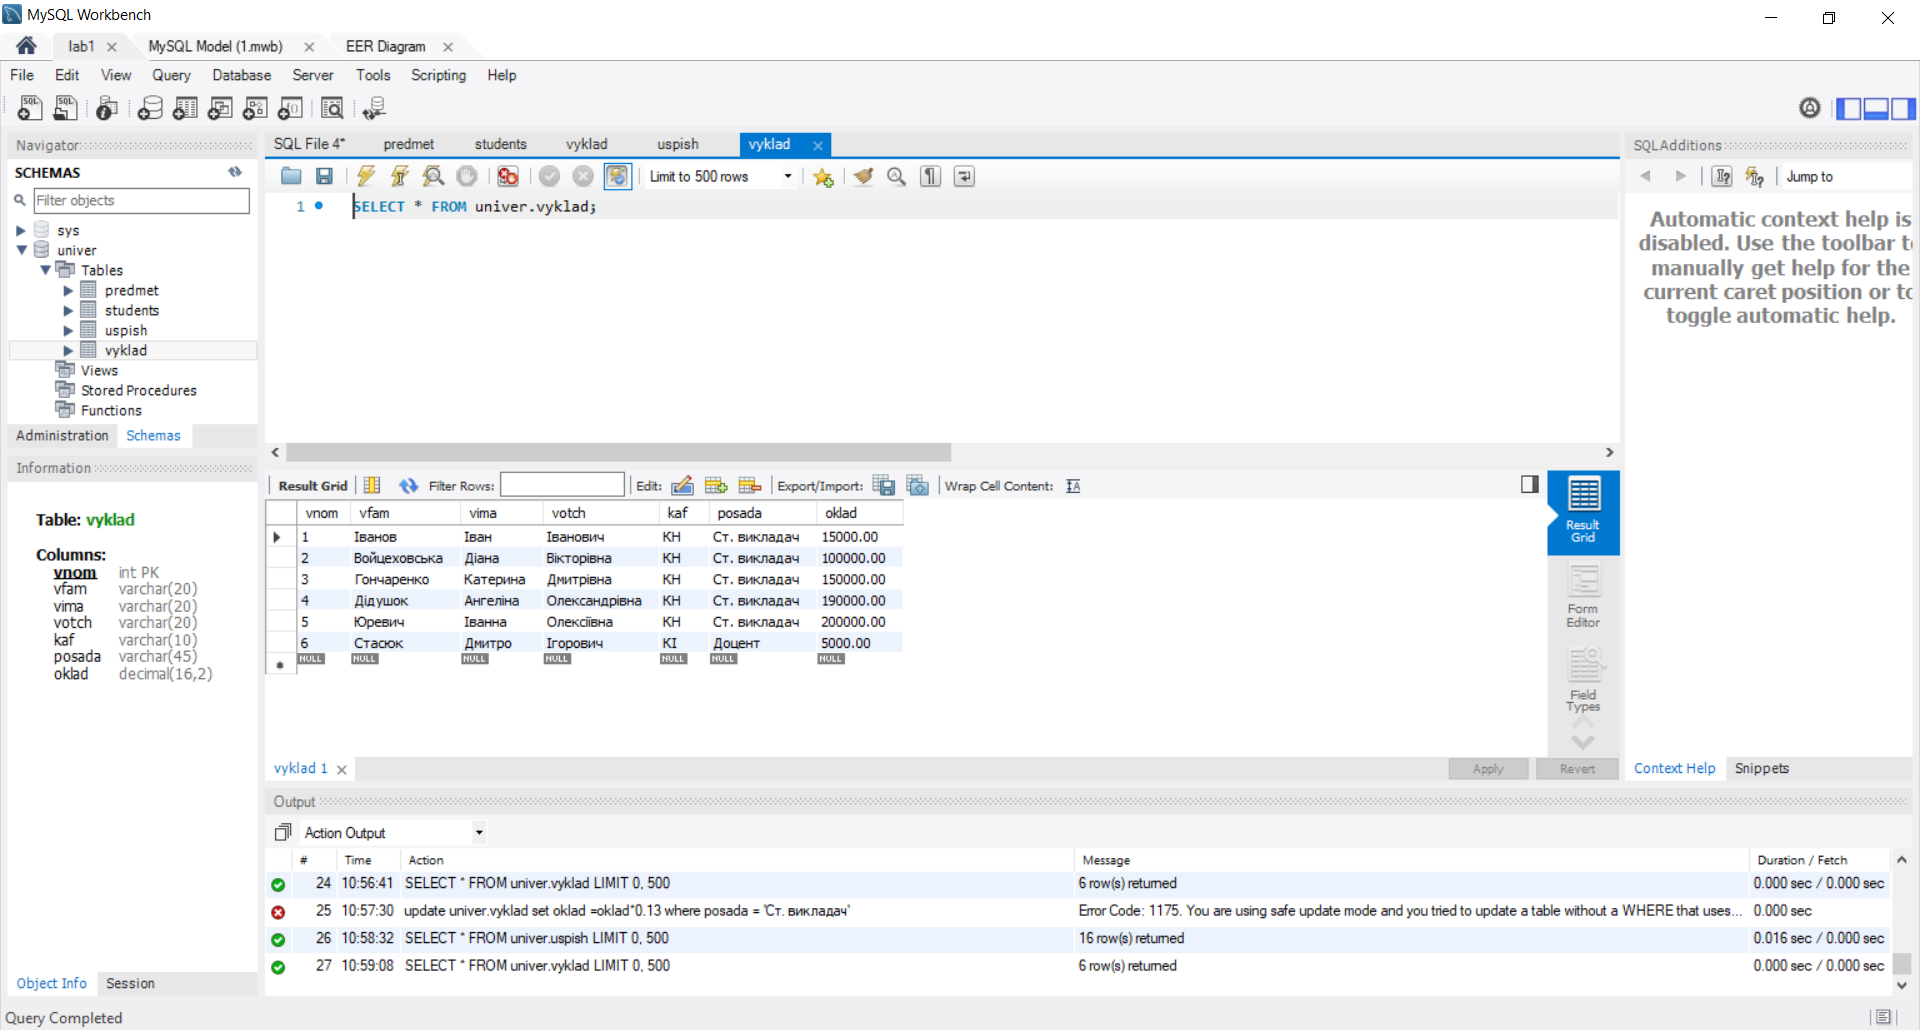 MySQL Workbench
lab1 MySQL Model (1.mwb) EER Diagram
File Edit View Query Database Server Tools Scripting Help
Navigator
SCHEMAS
Filter objects
sys
univer
Tables
predmet
students
uspish
vyklad
Views
Stored Procedures
Functions
Administration Schemas
Information
Table: vyklad
Columns:
vnom int PK
vfam varchar(20)
vima varchar(20)
votch varchar(20)
kaf varchar(10)
posada varchar(45)
oklad decimal(16,2)
Object Info Session
Query Completed
SQL File 4* predmet students vyklad uspish vyklad
Limit to 500 rows
1 SELECT * FROM univer.vyklad;
Result Grid Filter Rows: Edit: Export/Import: Wrap Cell Content:
vnom vfam vima votch kaf posada oklad
1 Іванов Іван Іванович КН Ст. викладач 15000.00
2 Войцеховська Діана Вікторівна КН Ст. викладач 100000.00
3 Гончаренко Катерина Дмитрівна КН Ст. викладач 150000.00
4 Дідушок Ангеліна Олександрівна КН Ст. викладач 190000.00
5 Юревич Іванна Олексіївна КН Ст. викладач 200000.00
6 Стасюк Дмитро Ігорович КІ Доцент 5000.00
NULL NULL NULL NULL NULL NULL NULL
Result Grid
Form Editor
Field Types
vyklad 1 Apply Revert
SQLAdditions
Jump to
Automatic context help is
disabled. Use the toolbar t
manually get help for the
current caret position or to
toggle automatic help.
Context Help Snippets
Output
Action Output
# Time Action Message Duration / Fetch
24 10:56:41 SELECT * FROM univer.vyklad LIMIT 0, 500 6 row(s) returned 0.000 sec / 0.000 sec
25 10:57:30 update univer.vyklad set oklad =oklad*0.13 where posada = 'Ст. викладач' Error Code: 1175. You are using safe update mode and you tried to update a table without a WHERE that uses... 0.000 sec
26 10:58:32 SELECT * FROM univer.uspish LIMIT 0, 500 16 row(s) returned 0.016 sec / 0.000 sec
27 10:59:08 SELECT * FROM univer.vyklad LIMIT 0, 500 6 row(s) returned 0.000 sec / 0.000 sec